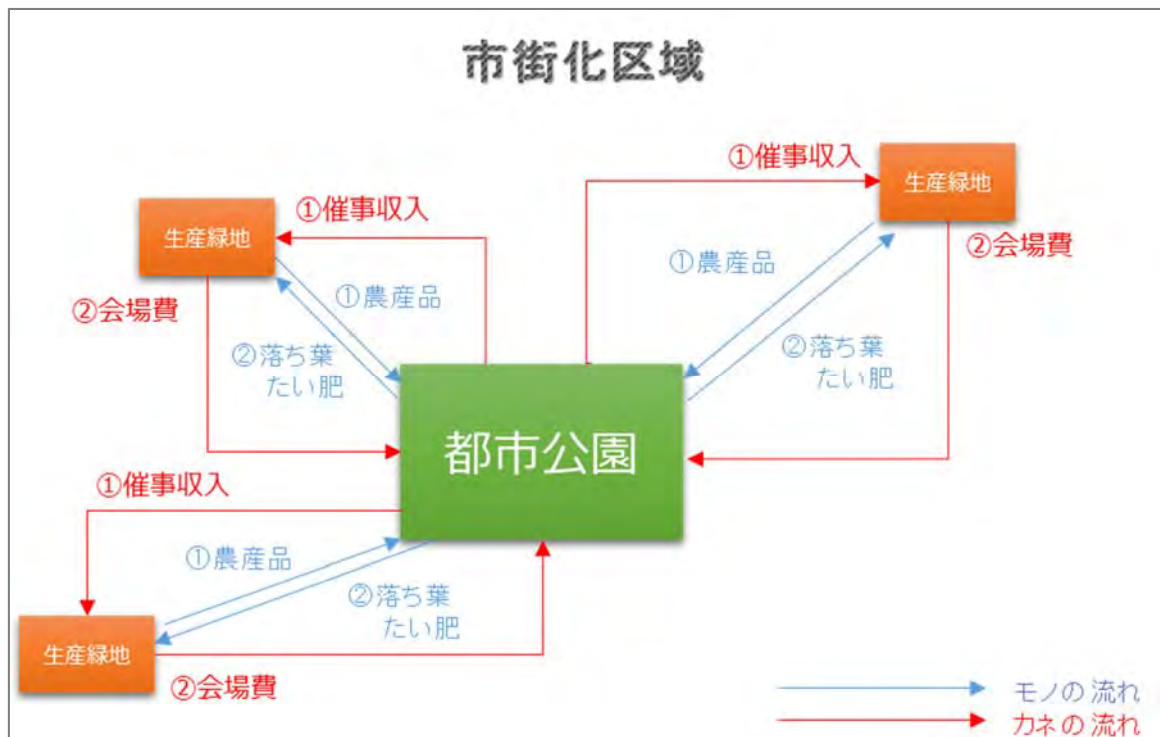 市街化区域
①催事収入
生産緑地
①催事収入
生産緑地
②会場費
①農産品
①農産品
②会場費
②落ち葉
たい肥
②落ち葉
たい肥
都市公園
①催事収入
①農産品
②落ち葉
たい肥
生産緑地
②会場費
モノの流れ
カネの流れ